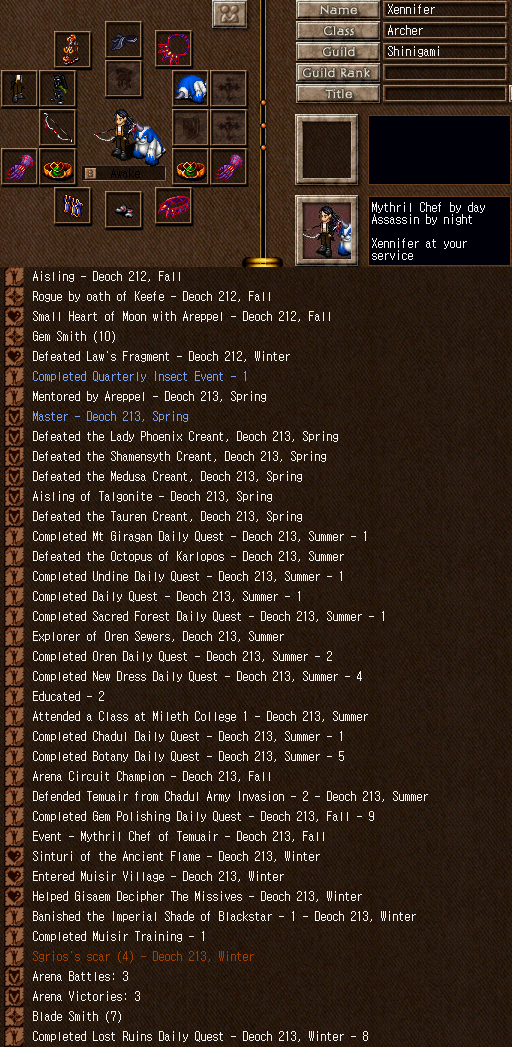 Name Xennifer
Class Archer
Guild Shinigami
Guild Rank
Title
Awake
Mythril Chef by day
Assassin by night
Xennifer at your
service
Aisling - Deoch 212, Fall
Rogue by oath of Keefe - Deoch 212, Fall
Small Heart of Moon with Areppel - Deoch 212, Fall
Gem Smith (10)
Defeated Law's Fragment - Deoch 212, Winter
Completed Quarterly Insect Event - 1
Mentored by Areppel - Deoch 213, Spring
Master - Deoch 213, Spring
Defeated the Lady Phoenix Creant, Deoch 213, Spring
Defeated the Shamensyth Creant, Deoch 213, Spring
Defeated the Medusa Creant, Deoch 213, Spring
Aisling of Talgonite - Deoch 213, Spring
Defeated the Tauren Creant, Deoch 213, Spring
Completed Mt Giragan Daily Quest - Deoch 213, Summer - 1
Defeated the Octopus of Karlopos - Deoch 213, Summer
Completed Undine Daily Quest - Deoch 213, Summer - 1
Completed Daily Quest - Deoch 213, Summer - 1
Completed Sacred Forest Daily Quest - Deoch 213, Summer - 1
Explorer of Oren Sewers, Deoch 213, Summer
Completed Oren Daily Quest - Deoch 213, Summer - 2
Completed New Dress Daily Quest - Deoch 213, Summer - 4
Educated - 2
Attended a Class at Mileth College 1 - Deoch 213, Summer
Completed Chadul Daily Quest - Deoch 213, Summer - 1
Completed Botany Daily Quest - Deoch 213, Summer - 5
Arena Circuit Champion - Deoch 213, Fall
Defended Temuair from Chadul Army Invasion - 2 - Deoch 213, Summer
Completed Gem Polishing Daily Quest - Deoch 213, Fall - 9
Event - Mythril Chef of Temuair - Deoch 213, Fall
Sinturi of the Ancient Flame - Deoch 213, Winter
Entered Muisir Village - Deoch 213, Winter
Helped Gisaem Decipher The Missives - Deoch 213, Winter
Banished the Imperial Shade of Blackstar - 1 - Deoch 213, Winter
Completed Muisir Training - 1
Sgrios's scar (4) - Deoch 213, Winter
Arena Battles: 3
Arena Victories: 3
Blade Smith (7)
Completed Lost Ruins Daily Quest - Deoch 213, Winter - 8